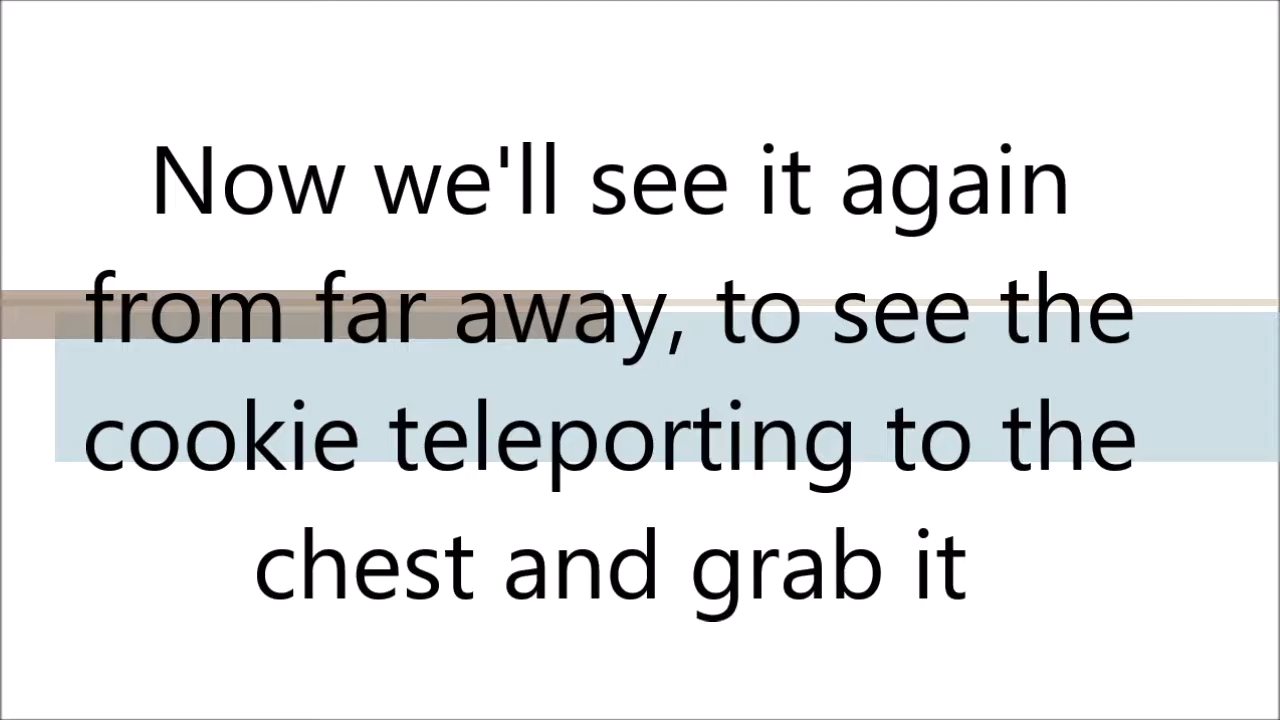 Now we'll see it again
from far away, to see the
cookie teleporting to the
chest and grab it